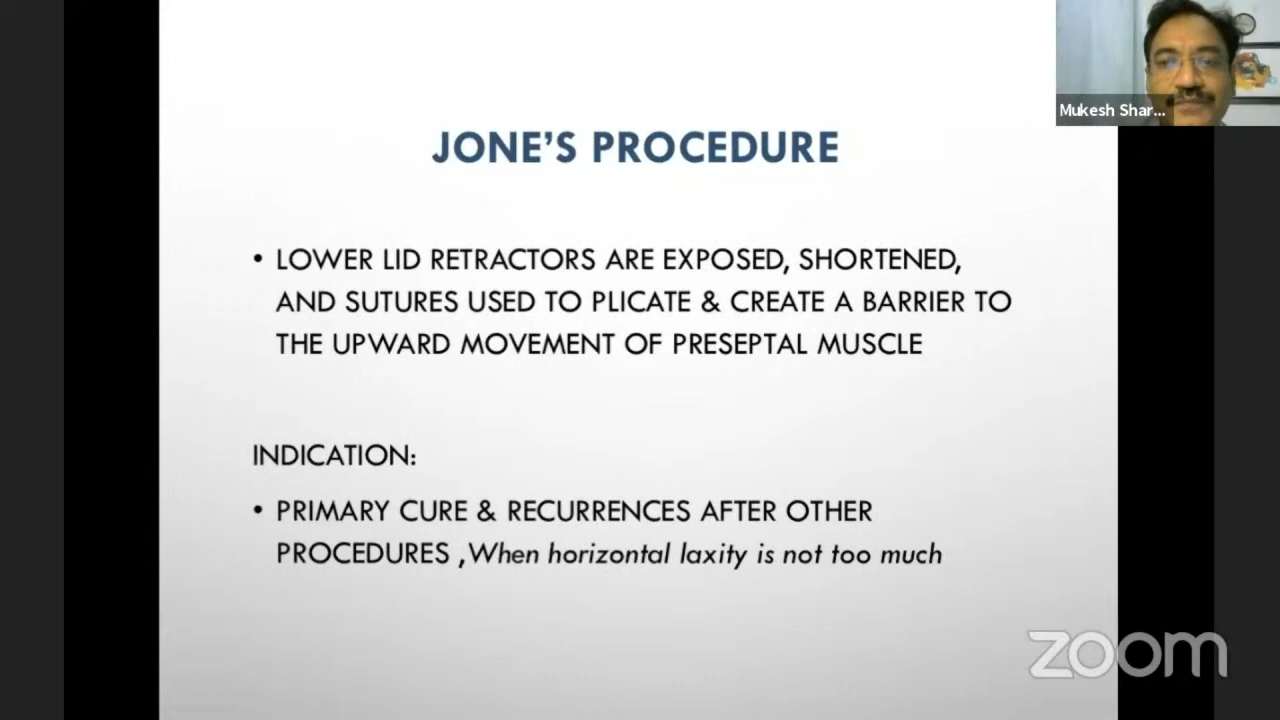 JONE'S PROCEDURE
• LOWER LID RETRACTORS ARE EXPOSED, SHORTENED,
AND SUTURES USED TO PLICATE & CREATE A BARRIER TO
THE UPWARD MOVEMENT OF PRESEPTAL MUSCLE
INDICATION:
• PRIMARY CURE & RECURRENCES AFTER OTHER
PROCEDURES ,When horizontal laxity is not too much
Mukesh Shar...
zoom